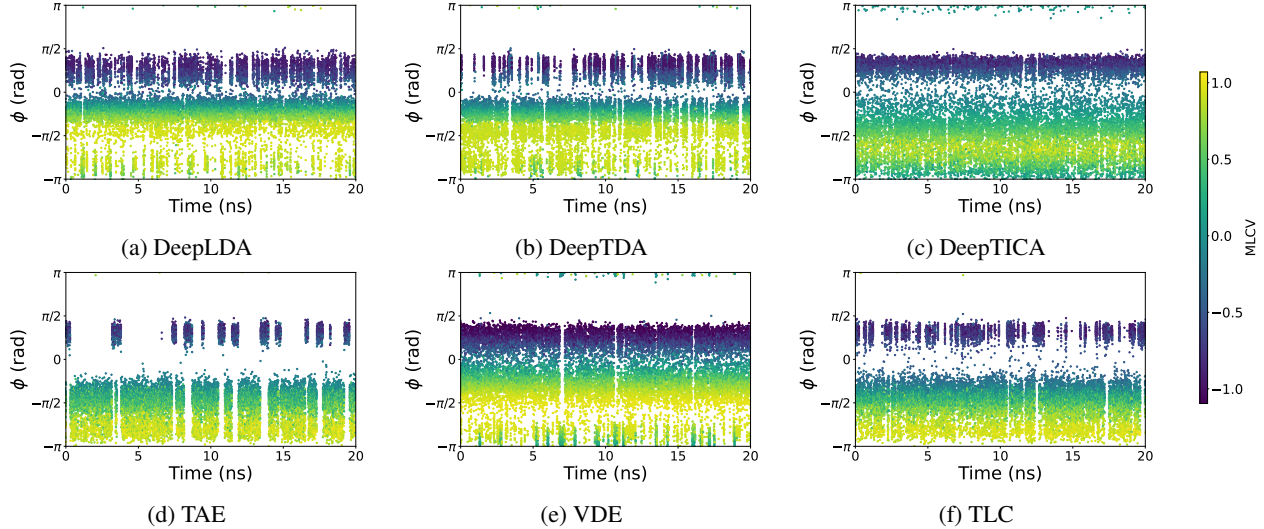 π
π/2
0
−π/2
−π
ϕ (rad)
0 5 10 15 20
Time (ns)
(a) DeepLDA
π
π/2
0
−π/2
−π
ϕ (rad)
0 5 10 15 20
Time (ns)
(b) DeepTDA
π
π/2
0
−π/2
−π
ϕ (rad)
0 5 10 15 20
Time (ns)
(c) DeepTICA
π
π/2
0
−π/2
−π
ϕ (rad)
0 5 10 15 20
Time (ns)
(d) TAE
π
π/2
0
−π/2
−π
ϕ (rad)
0 5 10 15 20
Time (ns)
(e) VDE
π
π/2
0
−π/2
−π
ϕ (rad)
0 5 10 15 20
Time (ns)
(f) TLC
1.0
0.5
0.0
−0.5
−1.0
MLCV